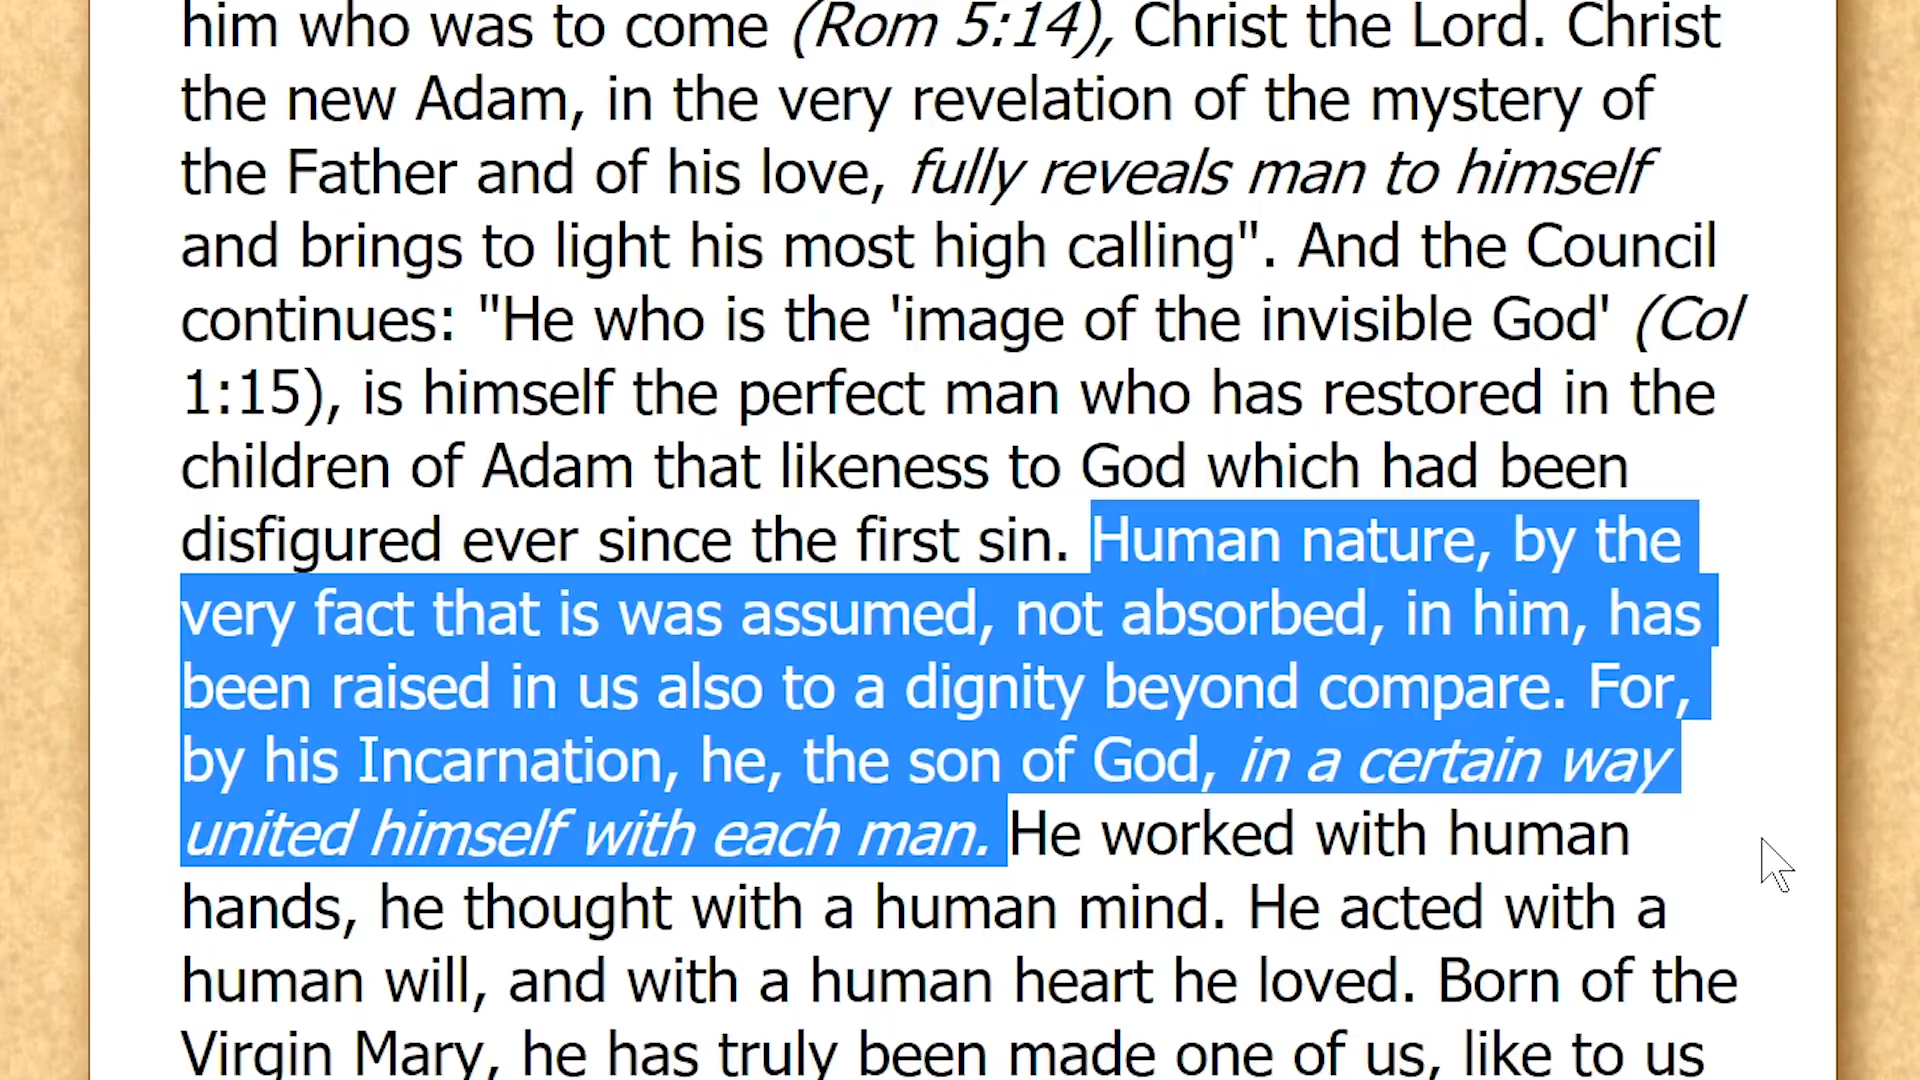 him who was to come (Rom 5:14), Christ the Lord. Christ
the new Adam, in the very revelation of the mystery of
the Father and of his love, fully reveals man to himself
and brings to light his most high calling". And the Council
continues: "He who is the 'image of the invisible God' (Col
1:15), is himself the perfect man who has restored in the
children of Adam that likeness to God which had been
disfigured ever since the first sin. Human nature, by the
very fact that is was assumed, not absorbed, in him, has
been raised in us also to a dignity beyond compare. For,
by his Incarnation, he, the son of God, in a certain way
united himself with each man. He worked with human
hands, he thought with a human mind. He acted with a
human will, and with a human heart he loved. Born of the
Virgin Mary, he has truly been made one of us, like to us